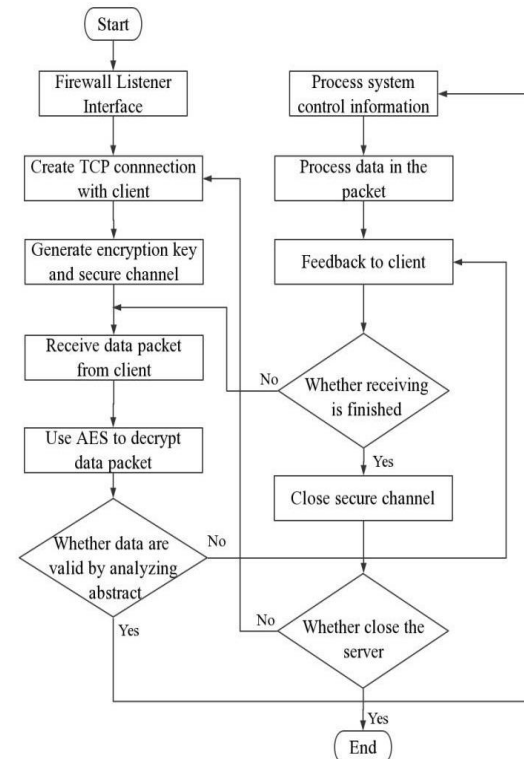 Start
Firewall Listener
Interface
Create TCP connnection
with client
Generate encryption key
and secure channel
Receive data packet
from client
Use AES to decrypt
data packet
Whether data are
valid by analyzing
abstract
No
Yes
Process system
control information
Process data in the
packet
Feedback to client
Whether receiving
is finished
No
Yes
Close secure channel
Whether close the
server
No
Yes
End